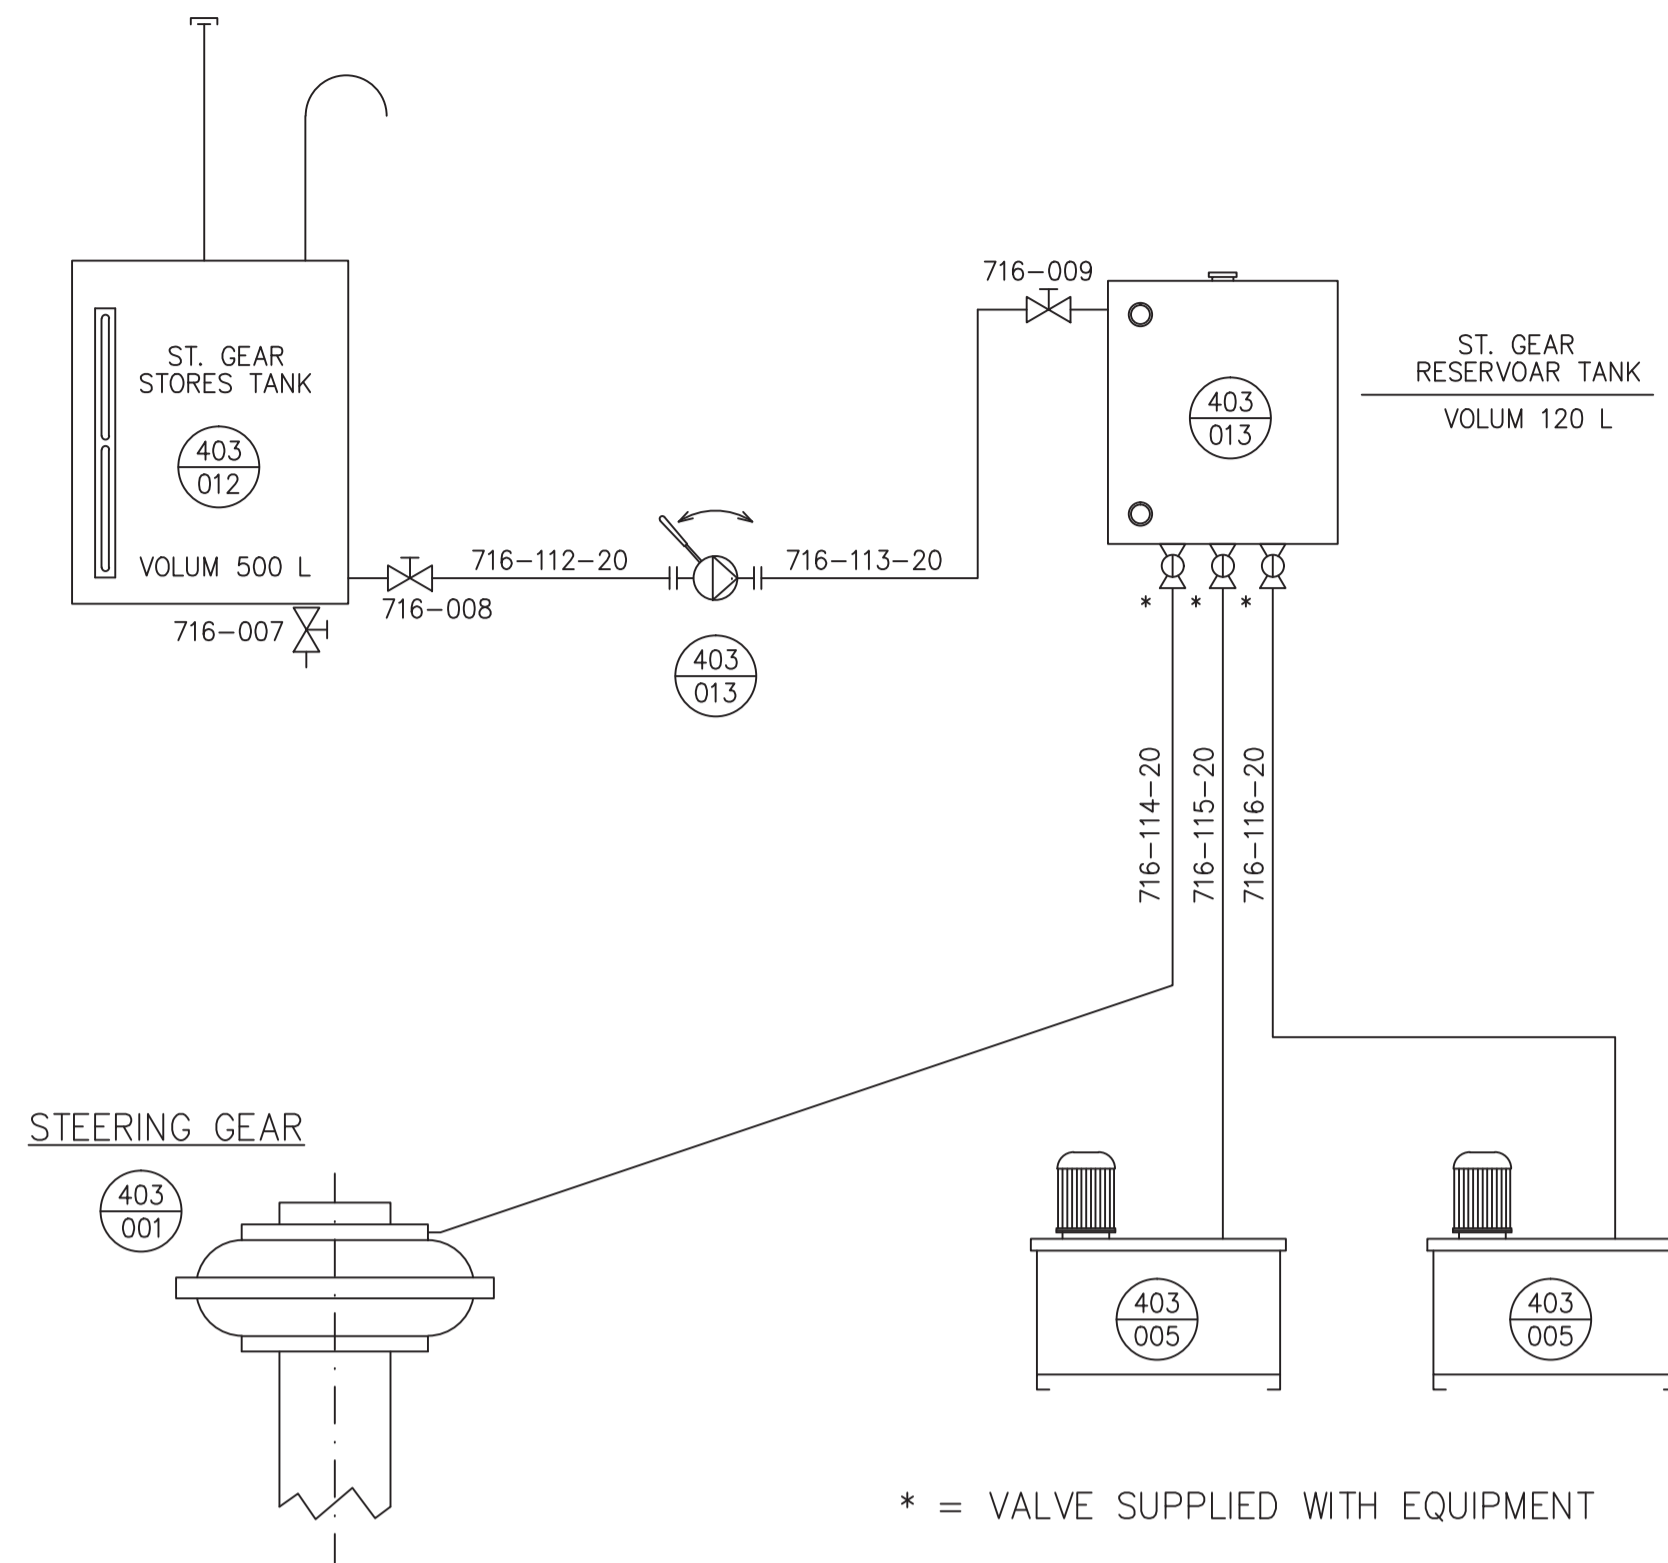 716-009
ST. GEAR
STORES TANK
403
012
VOLUM 500 L
ST. GEAR
RESERVOAR TANK
VOLUM 120 L
403
013
716-112-20
716-113-20
716-008
716-007
403
013
*
*
*
716-114-20
716-115-20
716-116-20
STEERING GEAR
403
001
403
005
403
005
* = VALVE SUPPLIED WITH EQUIPMENT